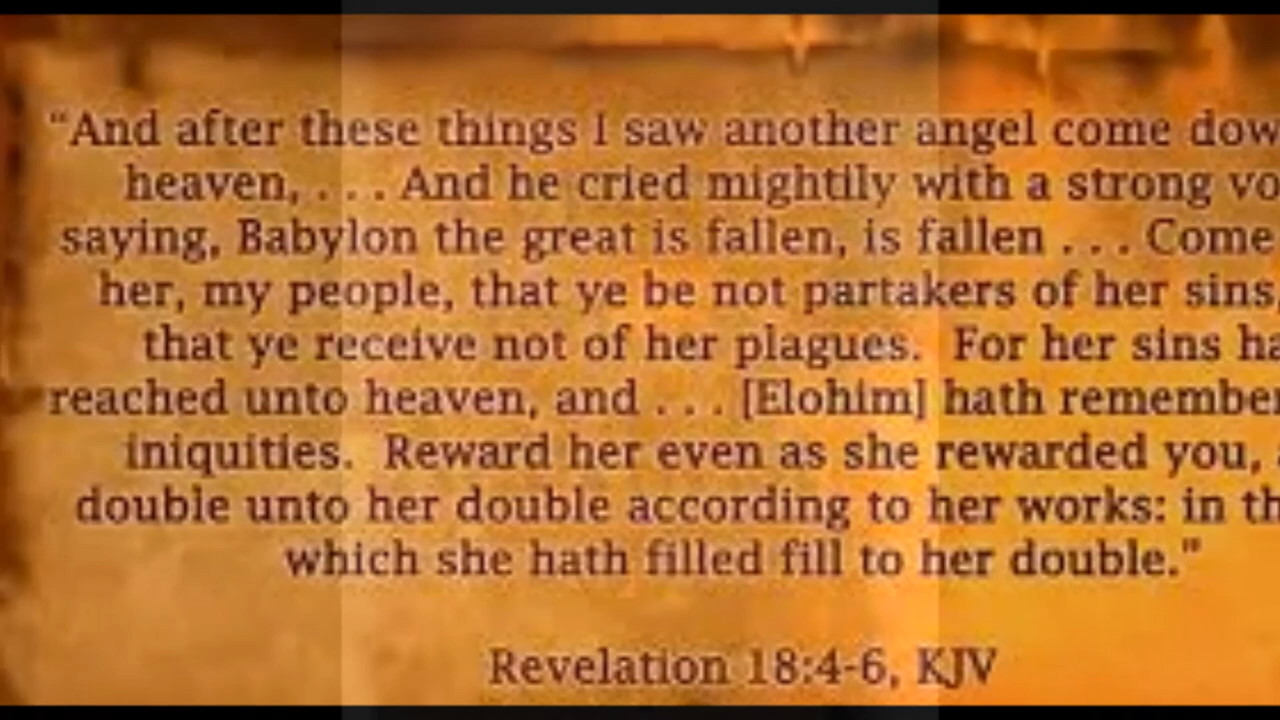 “And after these things I saw another angel come dow
heaven, . . . And he cried mightily with a strong vo
saying, Babylon the great is fallen, is fallen . . . Come
her, my people, that ye be not partakers of her sins,
that ye receive not of her plagues.  For her sins ha
reached unto heaven, and . . . [Elohim] hath remember
iniquities.  Reward her even as she rewarded you,
double unto her double according to her works: in th
which she hath filled fill to her double.”
Revelation 18:4-6, KJV